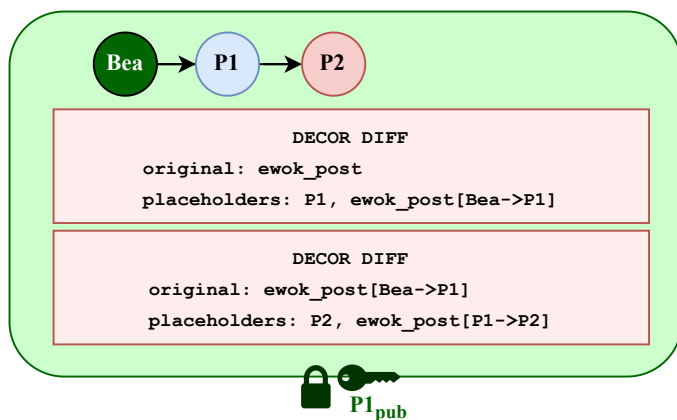 Bea P1 P2
DECOR DIFF
original: ewok_post
placeholders: P1, ewok_post[Bea->P1]
DECOR DIFF
original: ewok_post[Bea->P1]
placeholders: P2, ewok_post[P1->P2]
P1pub